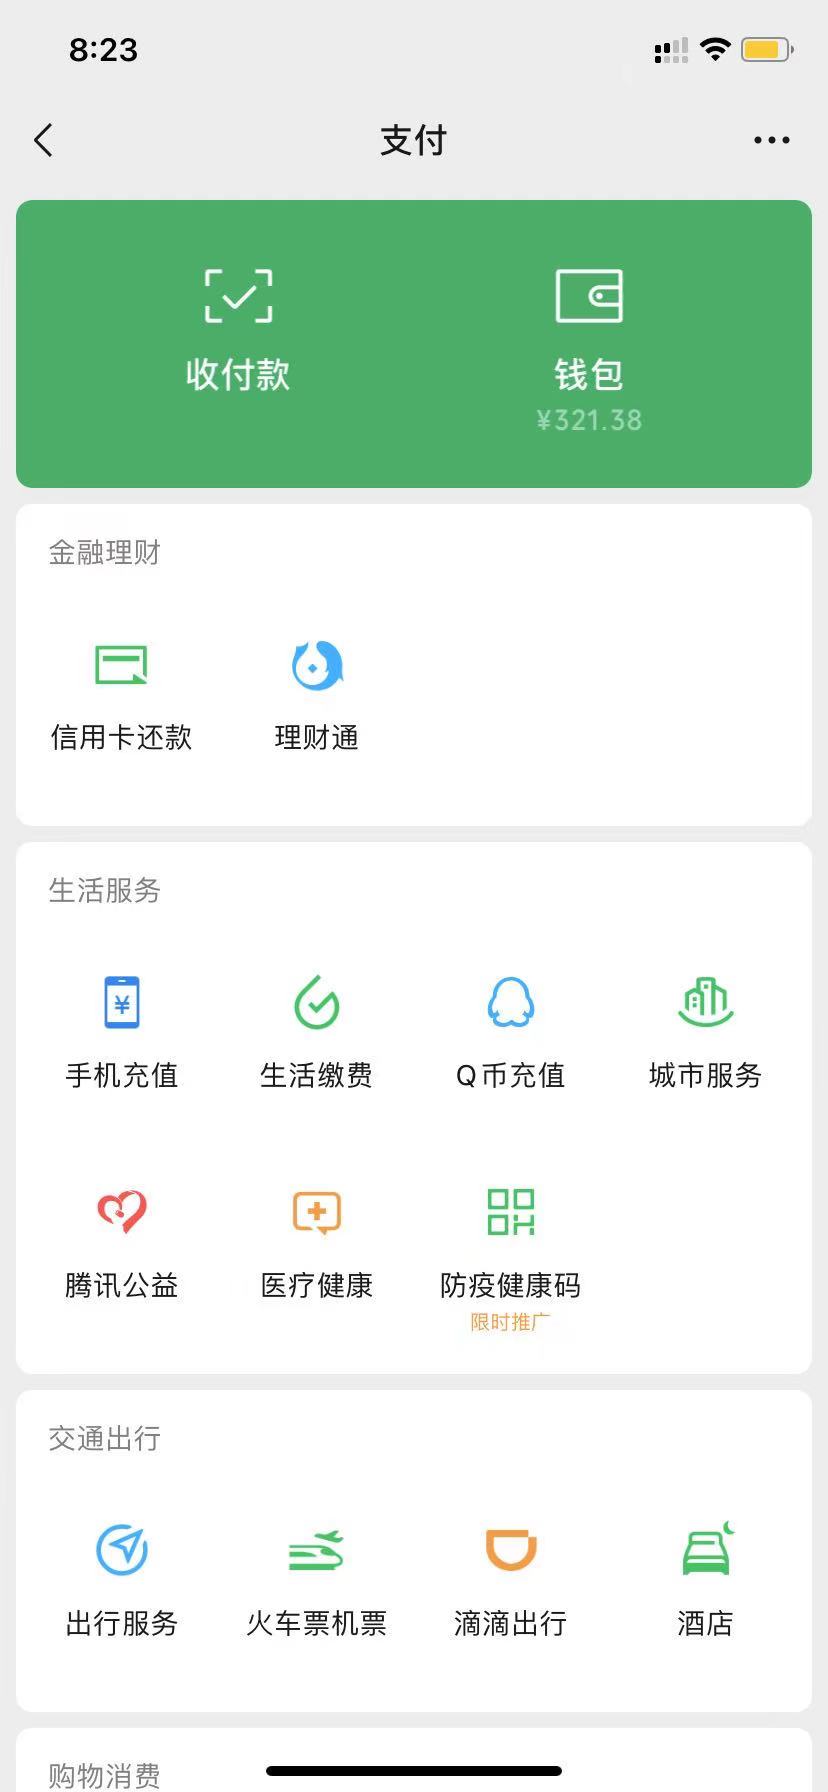 8:23
支付
收付款
钱包
¥321.38
金融理财
信用卡还款
理财通
生活服务
¥
手机充值
生活缴费
Q币充值
城市服务
腾讯公益
医疗健康
防疫健康码
限时推广
交通出行
出行服务
火车票机票
滴滴出行
酒店
购物消费